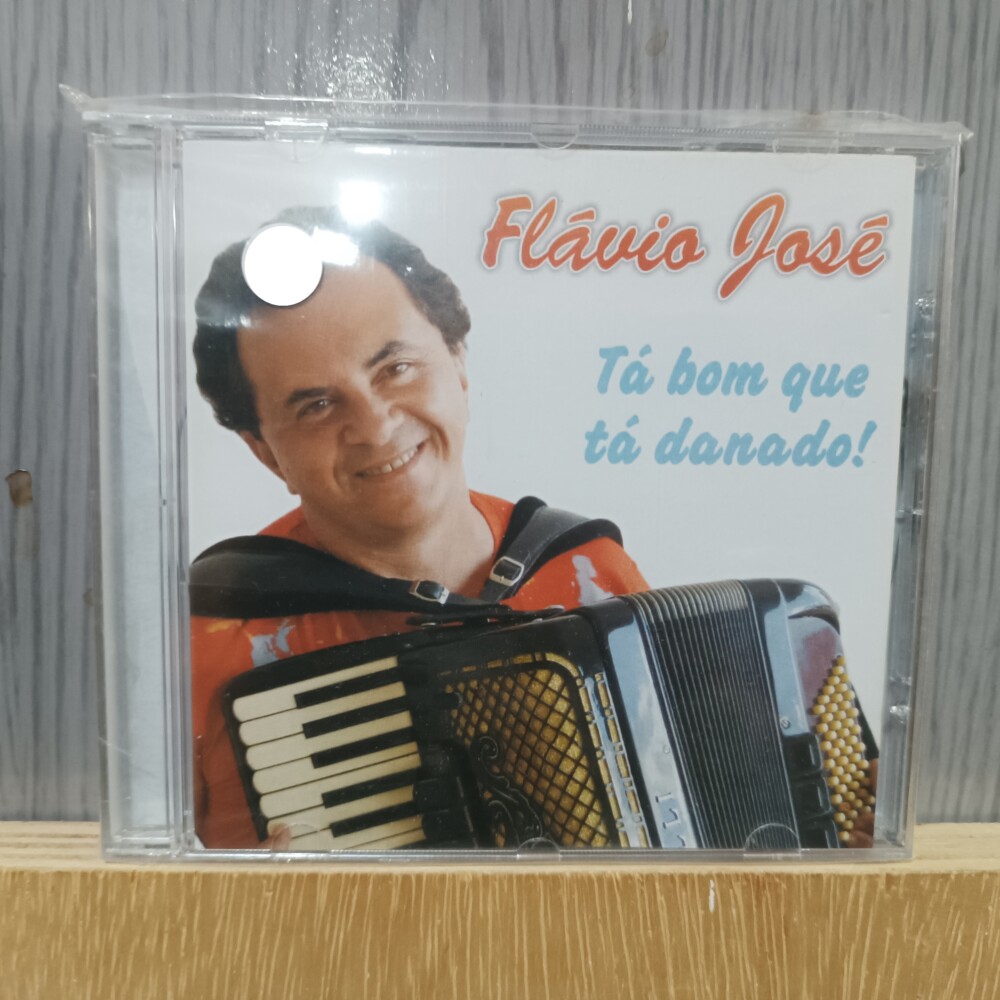 Flávio José
Tá bom que
tá danado!